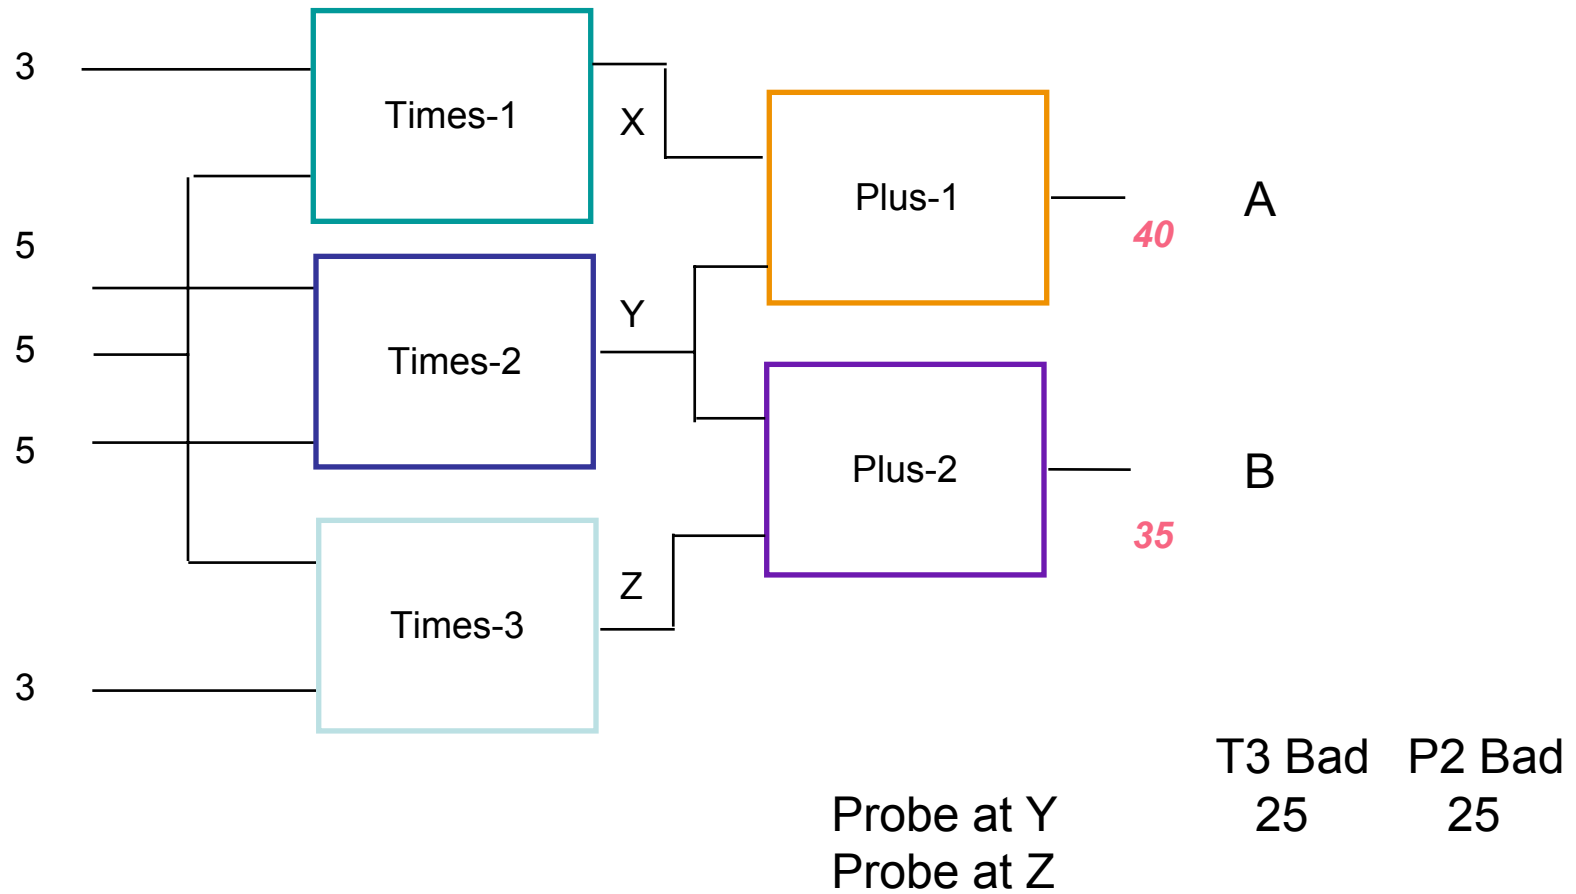 3
Times-1
X
Plus-1
A
40
5
Y
5
Times-2
5
Plus-2
B
35
Z
Times-3
3
T3 Bad P2 Bad
Probe at Y 25 25
Probe at Z